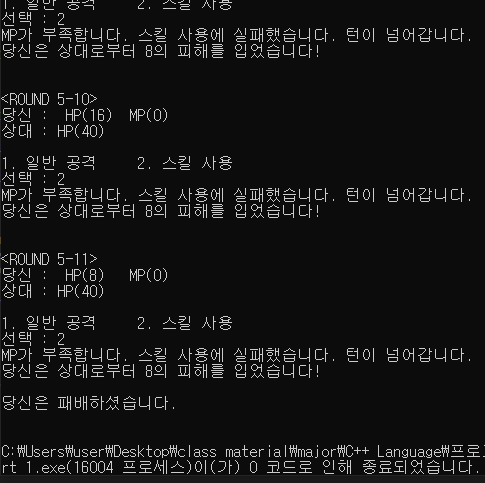 1. 일반 공격     2. 스킬 사용
선택 : 2
MP가 부족합니다. 스킬 사용에 실패했습니다. 턴이 넘어갑니다.
당신은 상대로부터 8의 피해를 입었습니다!
<ROUND 5-10>
당신 :  HP(16)  MP(0)
상대 : HP(40)
1. 일반 공격     2. 스킬 사용
선택 : 2
MP가 부족합니다. 스킬 사용에 실패했습니다. 턴이 넘어갑니다.
당신은 상대로부터 8의 피해를 입었습니다!
<ROUND 5-11>
당신 :  HP(8)   MP(0)
상대 : HP(40)
1. 일반 공격     2. 스킬 사용
선택 : 2
MP가 부족합니다. 스킬 사용에 실패했습니다. 턴이 넘어갑니다.
당신은 상대로부터 8의 피해를 입었습니다!
당신은 패배하셨습니다.
C:₩Users₩user₩Desktop₩class material₩major₩C++ Language₩프로
rt 1.exe(16004 프로세스)이(가) 0 코드로 인해 종료되었습니다.